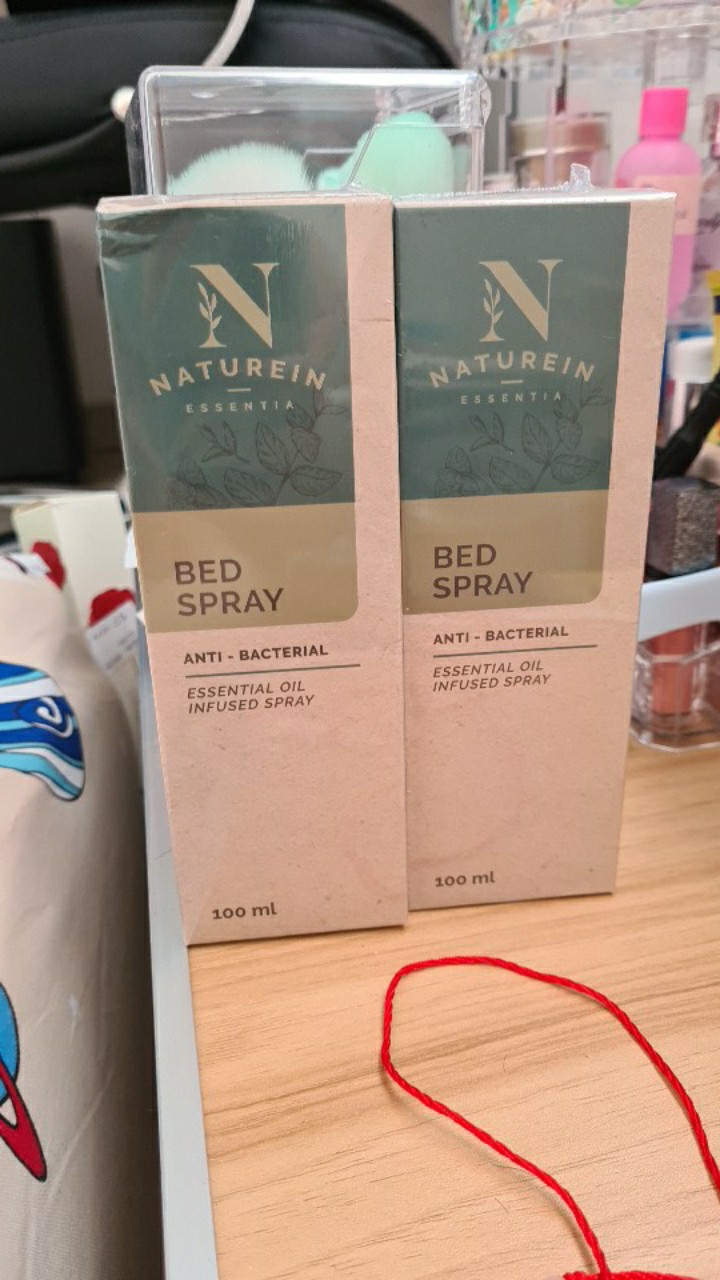 N
NATUREIN
ESSENTIA
BED
SPRAY
ANTI - BACTERIAL
ESSENTIAL OIL
INFUSED SPRAY
100 ml
N
NATUREIN
ESSENTIA
BED
SPRAY
ANTI - BACTERIAL
ESSENTIAL OIL
INFUSED SPRAY
100 ml